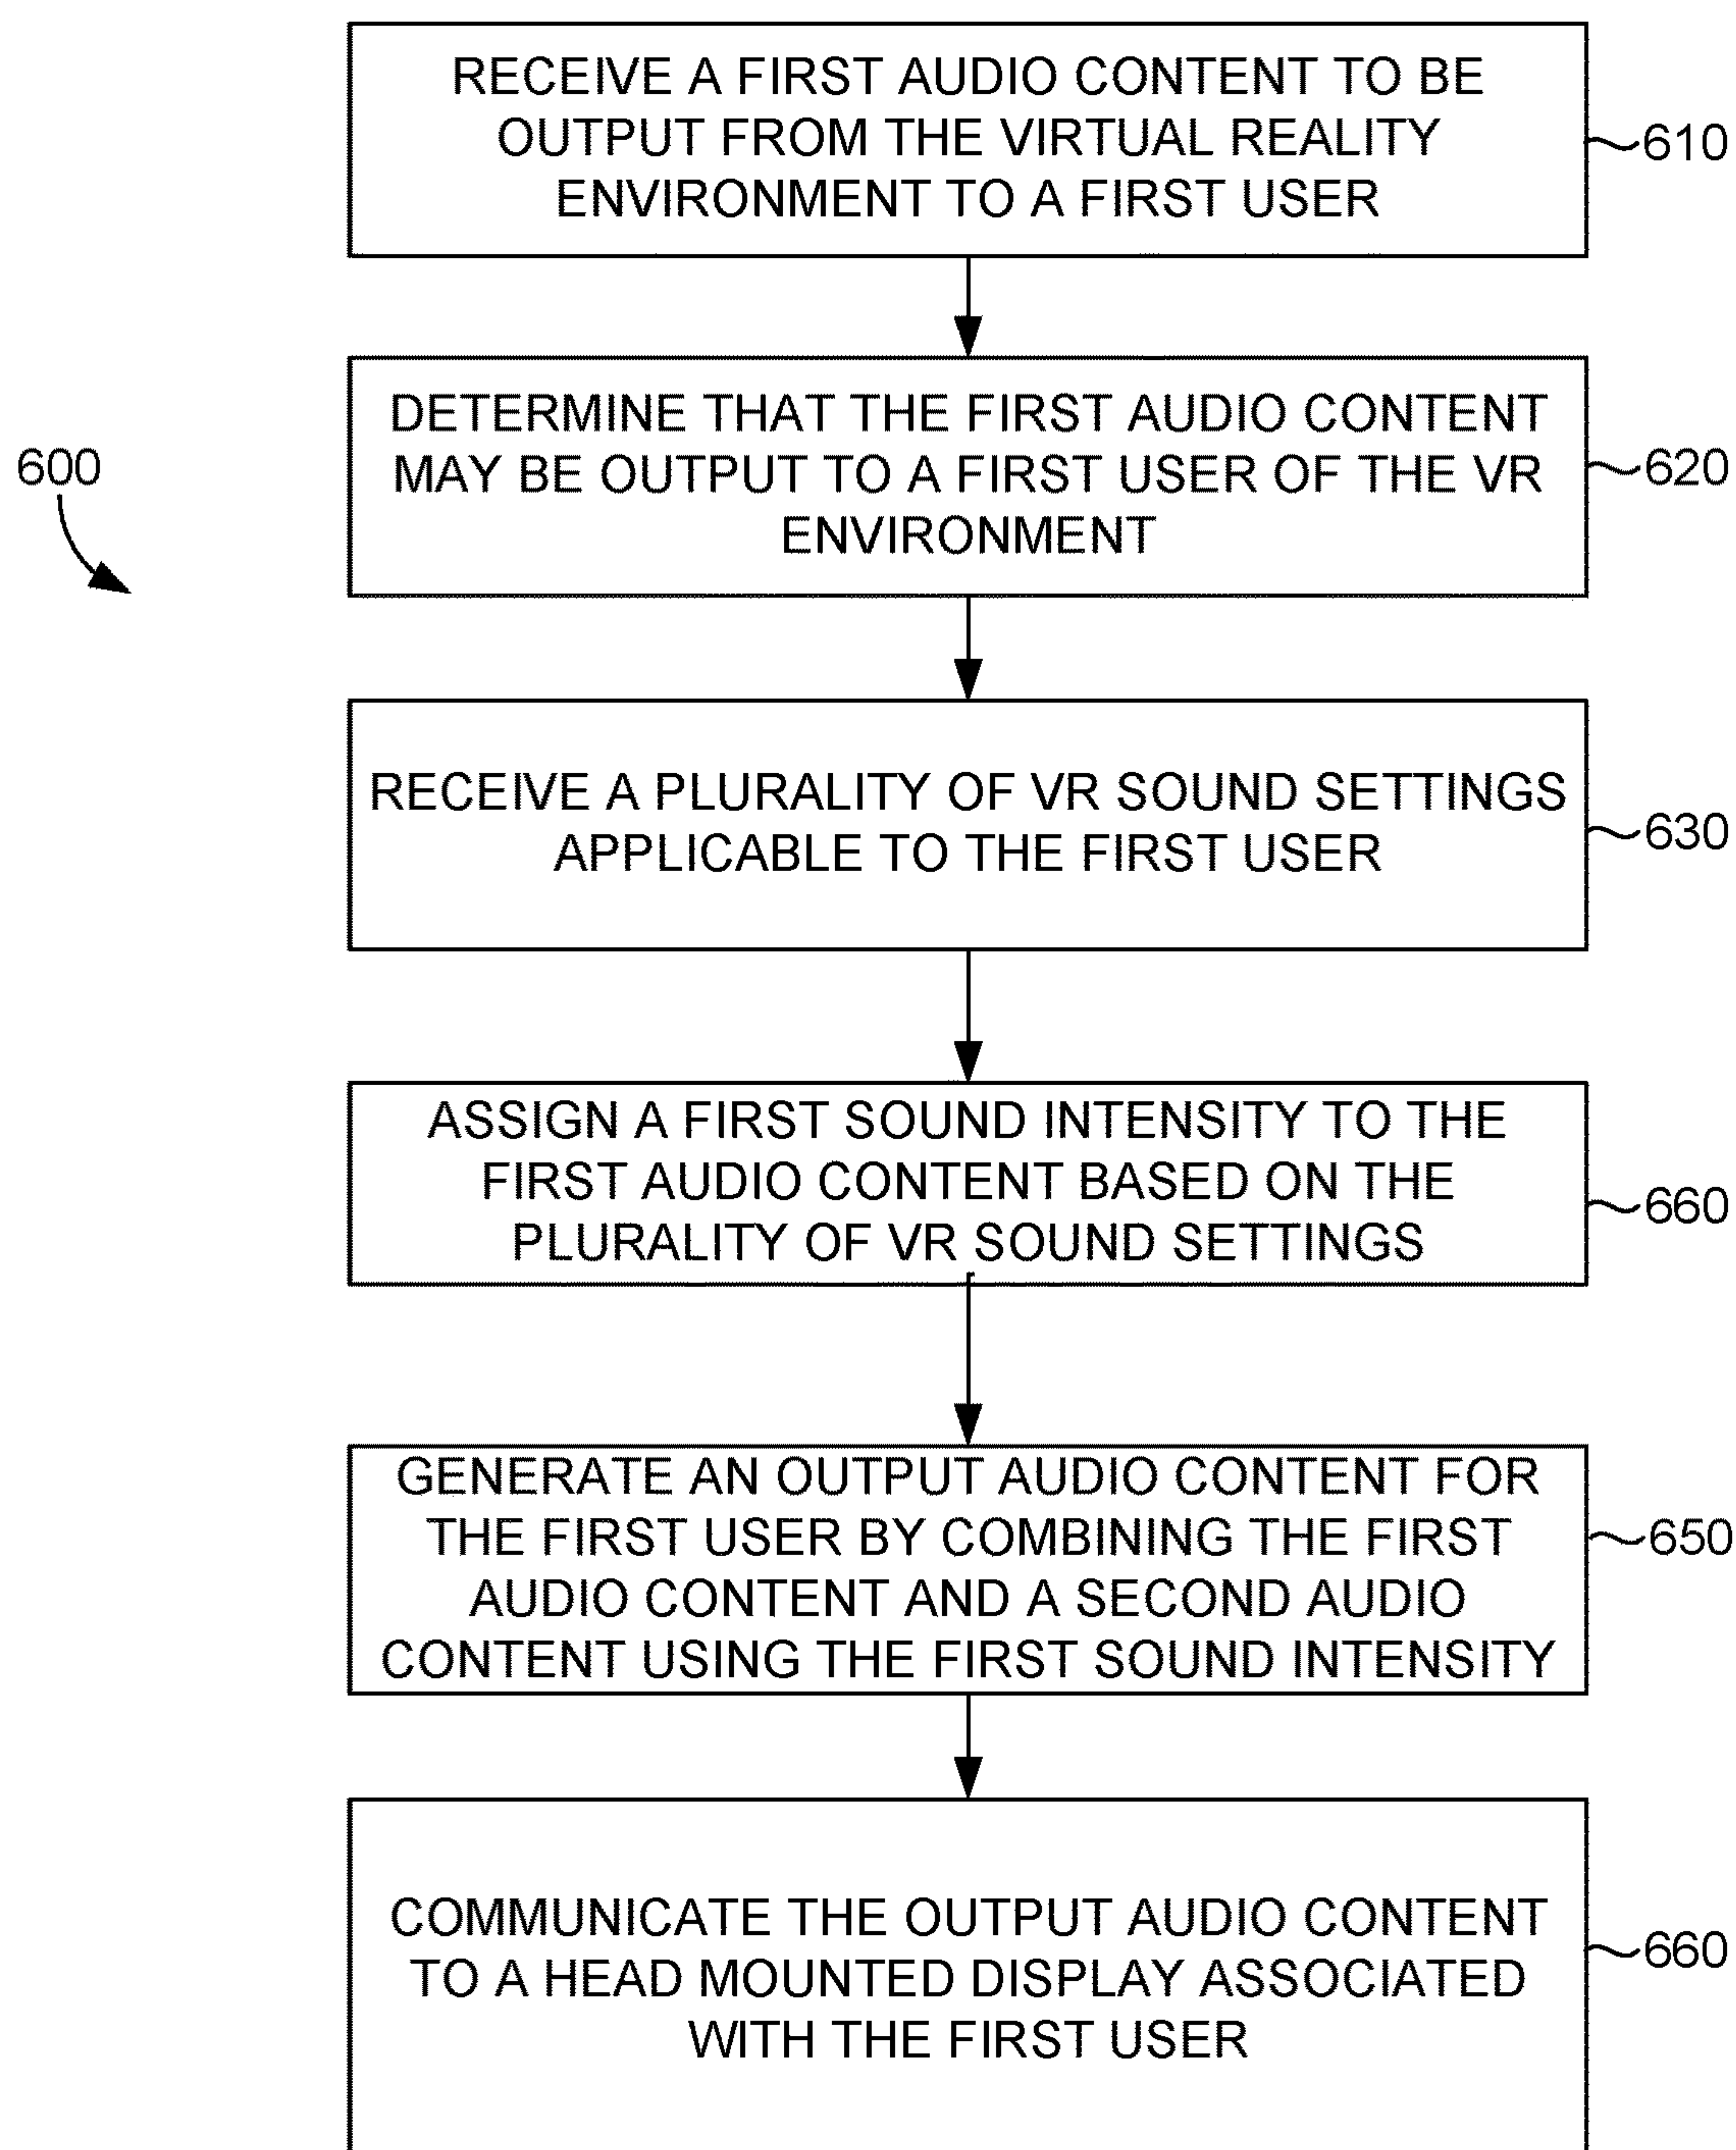 RECEIVE A FIRST AUDIO CONTENT TO BE
OUTPUT FROM THE VIRTUAL REALITY
ENVIRONMENT TO A FIRST USER
610
DETERMINE THAT THE FIRST AUDIO CONTENT
MAY BE OUTPUT TO A FIRST USER OF THE VR
ENVIRONMENT
620
600
RECEIVE A PLURALITY OF VR SOUND SETTINGS
APPLICABLE TO THE FIRST USER
630
ASSIGN A FIRST SOUND INTENSITY TO THE
FIRST AUDIO CONTENT BASED ON THE
PLURALITY OF VR SOUND SETTINGS
660
GENERATE AN OUTPUT AUDIO CONTENT FOR
THE FIRST USER BY COMBINING THE FIRST
AUDIO CONTENT AND A SECOND AUDIO
CONTENT USING THE FIRST SOUND INTENSITY
650
COMMUNICATE THE OUTPUT AUDIO CONTENT
TO A HEAD MOUNTED DISPLAY ASSOCIATED
WITH THE FIRST USER
660